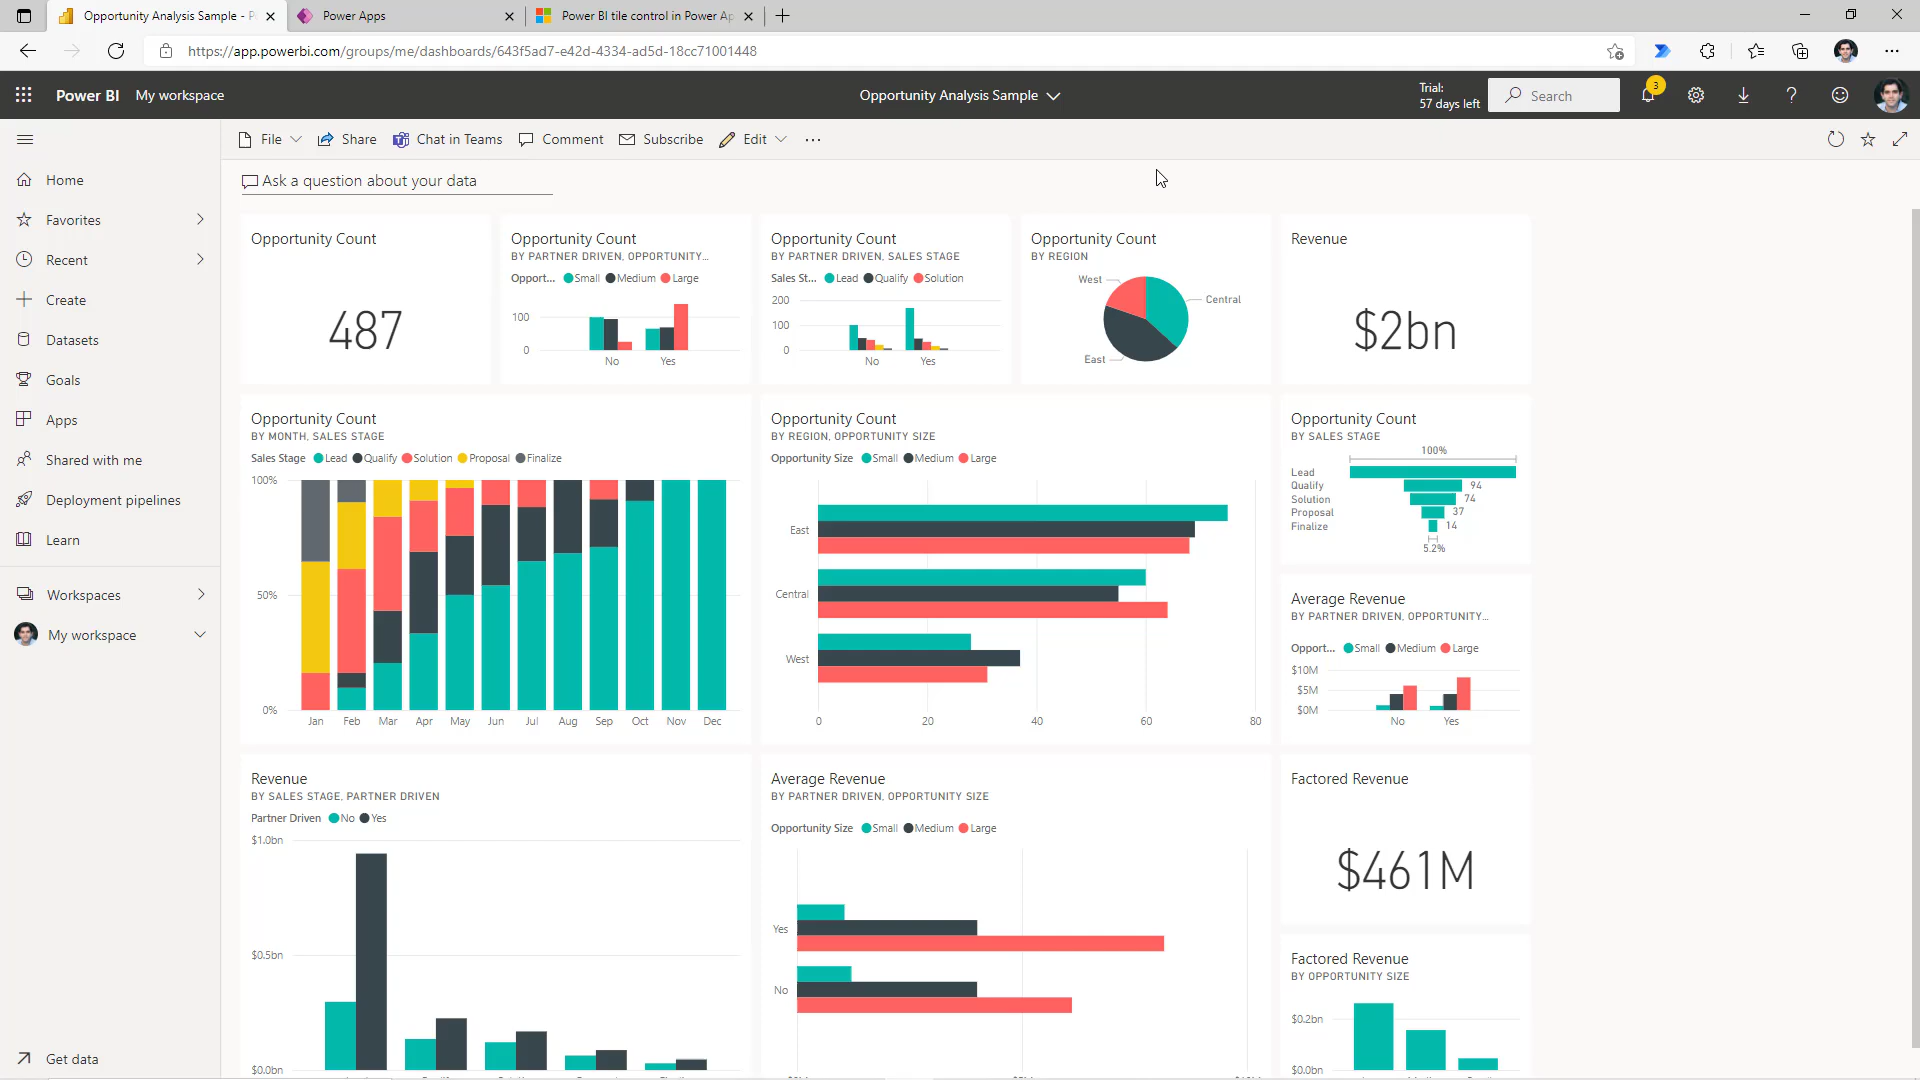 Opportunity Analysis Sample - Po
Power Apps
Power BI tile control in Power Ap
https://app.powerbi.com/groups/me/dashboards/643f5ad7-e42d-4334-ad5d-18cc71001448
Power BI
My workspace
Opportunity Analysis Sample
Trial:
57 days left
Search
3
File
Share
Chat in Teams
Comment
Subscribe
Edit
Ask a question about your data
Home
Favorites
Recent
Create
Datasets
Goals
Apps
Shared with me
Deployment pipelines
Learn
Workspaces
My workspace
Get data
Opportunity Count
487
Opportunity Count
BY PARTNER DRIVEN, OPPORTUNITY...
Opport... Small Medium Large
100
0
No Yes
Opportunity Count
BY PARTNER DRIVEN, SALES STAGE
Sales St... Lead Qualify Solution
200
100
0
No Yes
Opportunity Count
BY REGION
West
Central
East
Revenue
$2bn
Opportunity Count
BY MONTH, SALES STAGE
Sales Stage Lead Qualify Solution Proposal Finalize
100%
50%
0%
Jan Feb Mar Apr May Jun Jul Aug Sep Oct Nov Dec
Opportunity Count
BY REGION, OPPORTUNITY SIZE
Opportunity Size Small Medium Large
East
Central
West
0 20 40 60 80
Opportunity Count
BY SALES STAGE
100%
Lead
Qualify 94
Solution 74
Proposal 37
Finalize 14
5.2%
Average Revenue
BY PARTNER DRIVEN, OPPORTUNITY...
Opport... Small Medium Large
$10M
$5M
$0M
No Yes
Revenue
BY SALES STAGE, PARTNER DRIVEN
Partner Driven No Yes
$1.0bn
$0.5bn
$0.0bn
Average Revenue
BY PARTNER DRIVEN, OPPORTUNITY SIZE
Opportunity Size Small Medium Large
Yes
No
Factored Revenue
$461M
Factored Revenue
BY OPPORTUNITY SIZE
$0.2bn
$0.0bn